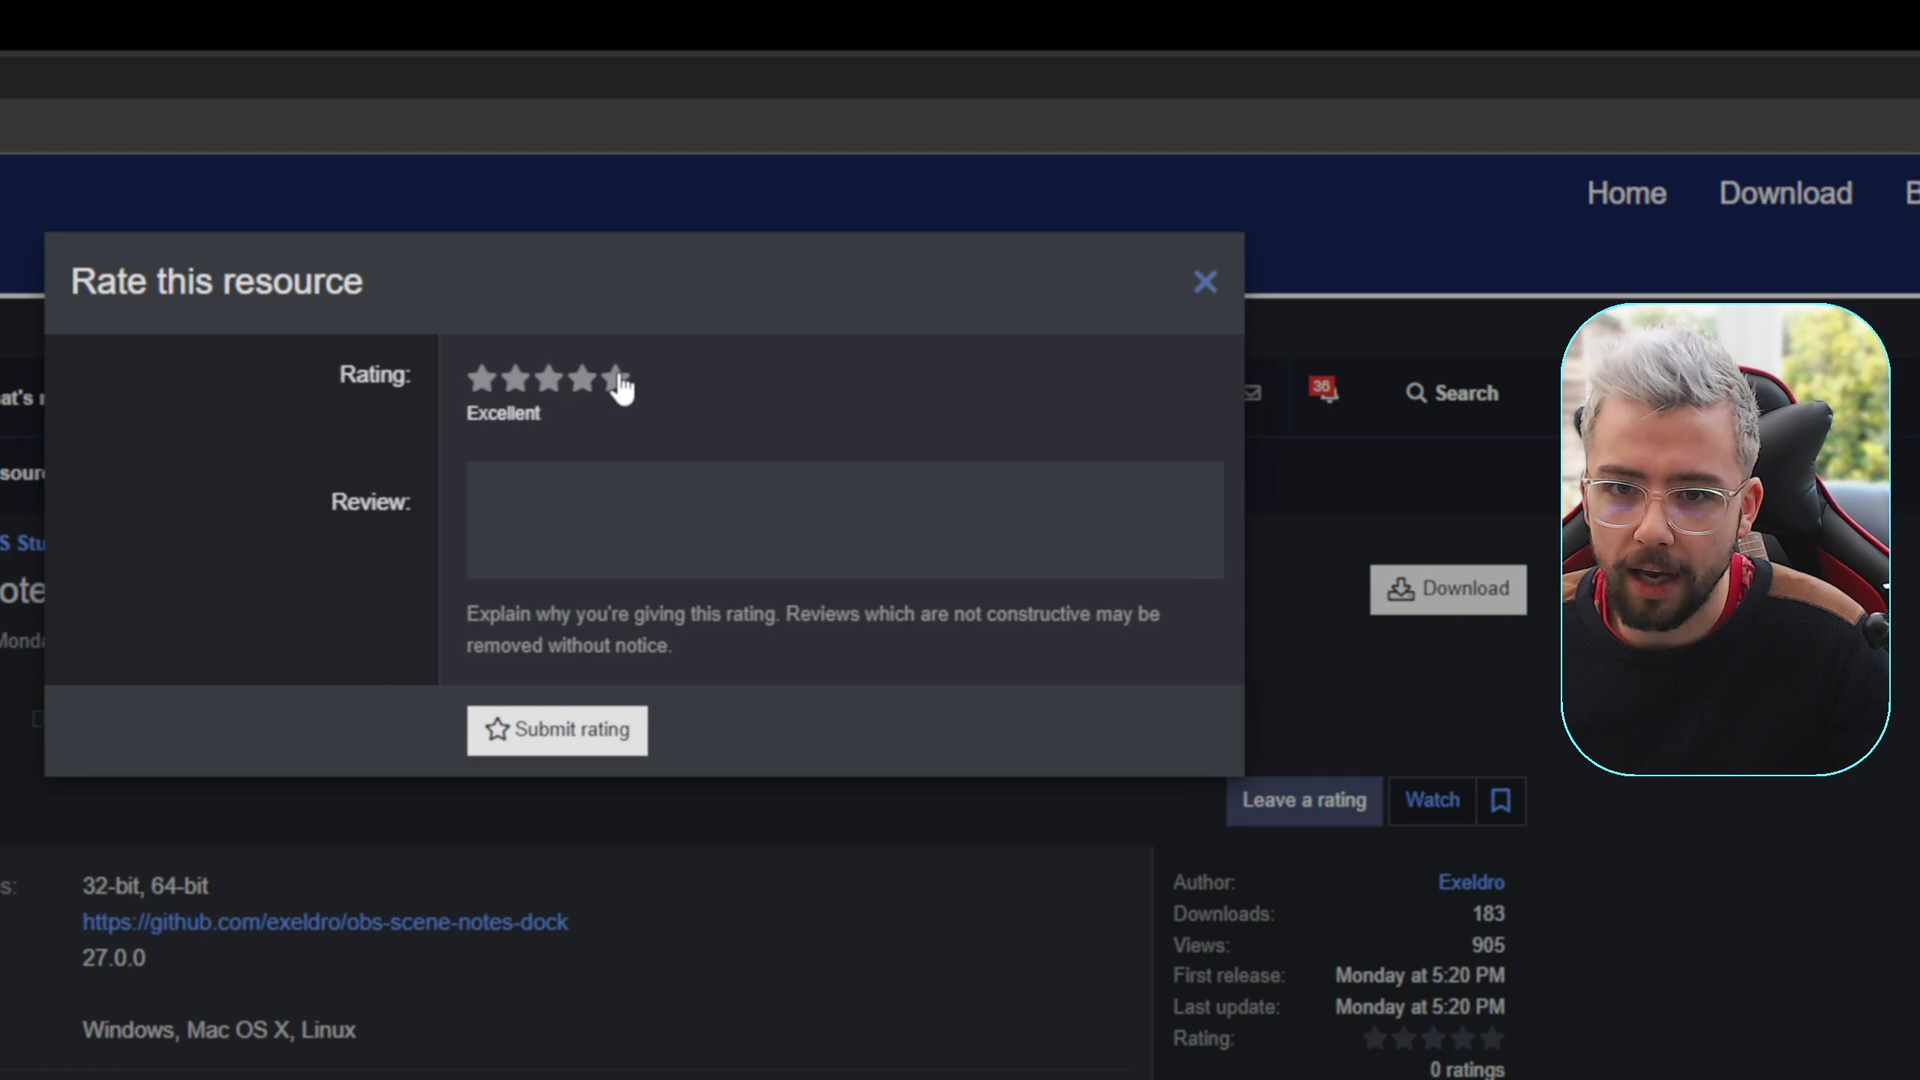 Home Download B
Rate this resource
Rating:
Excellent
36
Search
Review:
Explain why you're giving this rating. Reviews which are not constructive may be
removed without notice.
Download
Submit rating
Leave a rating Watch
s: 32-bit, 64-bit
https://github.com/exeldro/obs-scene-notes-dock
27.0.0
Windows, Mac OS X, Linux
Author: Exeldro
Downloads: 183
Views: 905
First release: Monday at 5:20 PM
Last update: Monday at 5:20 PM
Rating:
0 ratings